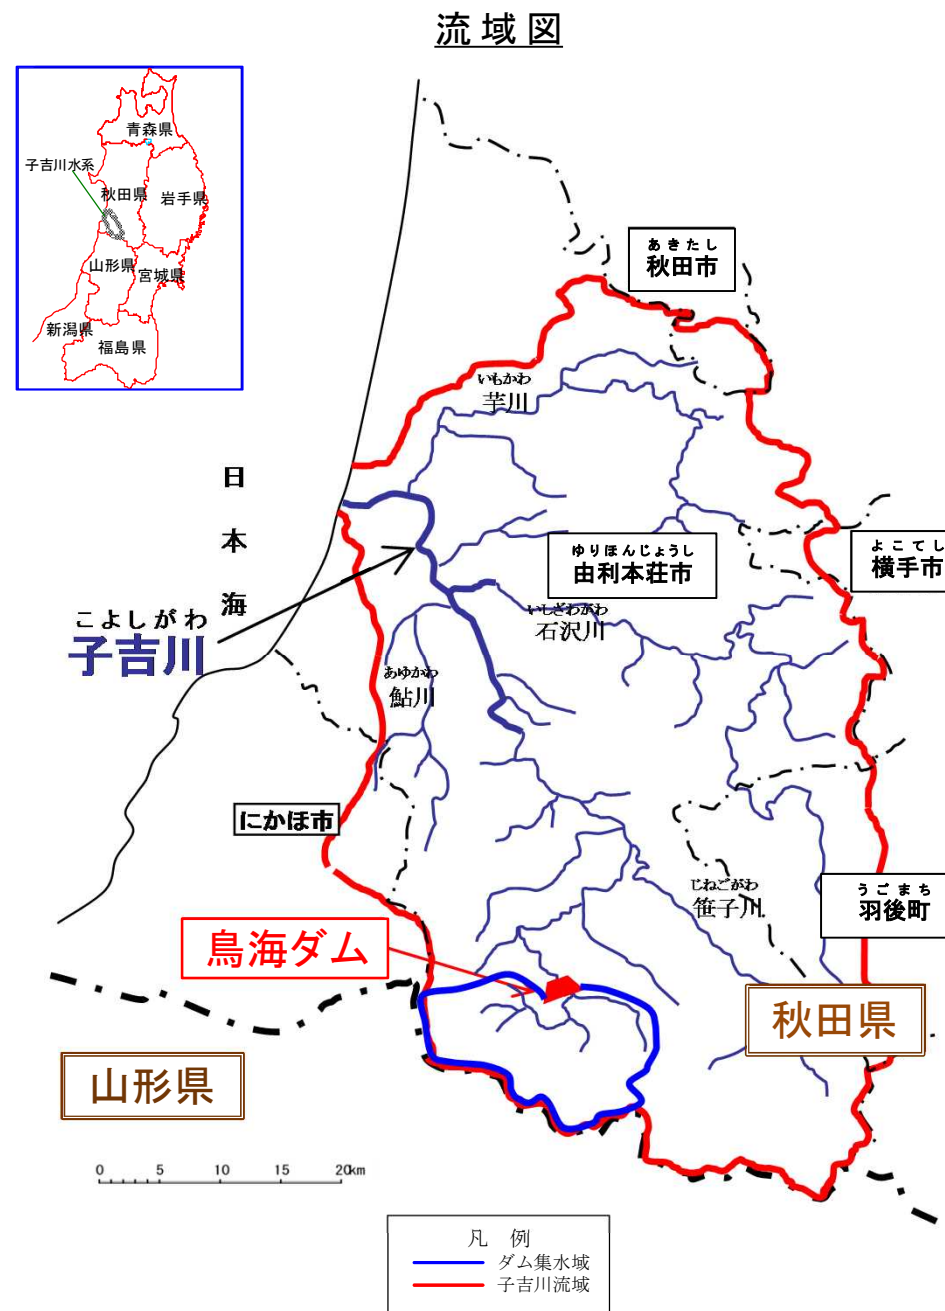 流域図
青森県
子吉川水系
秋田県
岩手県
山形県
宮城県
新潟県
福島県
あきたし
秋田市
いもかわ
芋川
日本海
ゆりほんじょうし
由利本荘市
よこてし
横手市
こよしがわ
子吉川
いしざわがわ
石沢川
あゆかわ
鮎川
にかほ市
じねごがわ
笹子川
うごまち
羽後町
鳥海ダム
秋田県
山形県
0 5 10 15 20km
凡 例
ダム集水域
子吉川流域